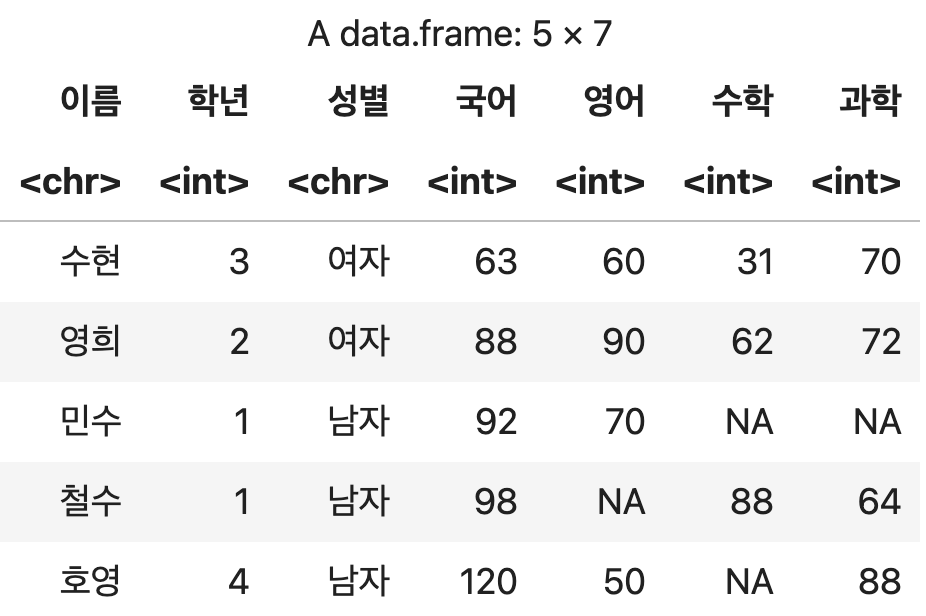 A data.frame: 5 × 7
이름 학년 성별 국어 영어 수학 과학
<chr> <int> <chr> <int> <int> <int> <int>
수현 3 여자 63 60 31 70
영희 2 여자 88 90 62 72
민수 1 남자 92 70 NA NA
철수 1 남자 98 NA 88 64
호영 4 남자 120 50 NA 88